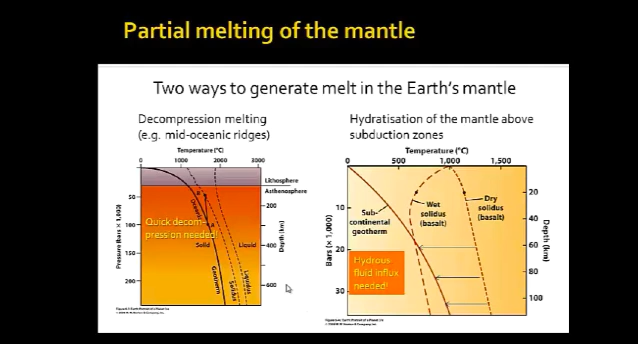 Partial melting of the mantle
Two ways to generate melt in the Earth's mantle
Decompression melting
(e.g. mid-oceanic ridges)
Temperature (°C)
0 1000 2000 3000
Lithosphere
Asthenosphere
50
100
150
200
Pressure (bars × 1,000)
200
400
600
Depth (km)
Quick decom-
pression needed!
Solid
Liquid
Geotherm
Solidus
Liquidus
Hydratisation of the mantle above
subduction zones
Temperature (°C)
0 500 1,000 1,500
10
20
30
Bars (× 1,000)
20
40
60
80
100
Depth (km)
Sub-
continental
geotherm
Wet
solidus
(basalt)
Dry
solidus
(basalt)
Hydrous
fluid influx
needed!